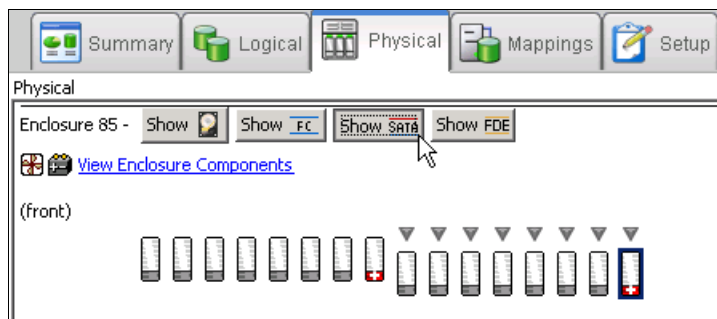 Summary Logical Physical Mappings Setup
Physical
Enclosure 85 - Show Show FC Show SATA Show FDE
View Enclosure Components
(front)